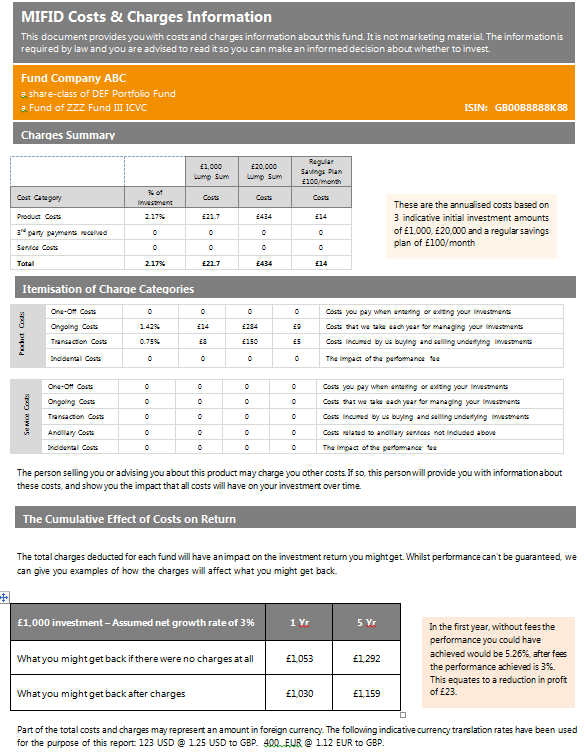 MIFID Costs & Charges Information
This document provides you with costs and charges information about this fund. It is not marketing material. The information is
required by law and you are advised to read it so you can make an informed decision about whether to invest.
Fund Company ABC
a share-class of DEF Portfolio Fund
a Fund of ZZZ Fund III ICVC ISIN: GB00B8888K88
Charges Summary
£1,000 Lump Sum £20,000 Lump Sum Regular Savings Plan £100/month
Cost Category % of Investment Costs Costs Costs
Product Costs 2.17% £21.7 £434 £14
3rd party payments received 0 0 0 0
Service Costs 0 0 0 0
Total 2.17% £21.7 £434 £14
These are the annualised costs based on
3 indicative initial investment amounts
of £1,000, £20,000 and a regular savings
plan of £100/month
Itemisation of Charge Categories
Product Costs
One-Off Costs 0 0 0 0 Costs you pay when entering or exiting your investments
Ongoing Costs 1.42% £14 £284 £9 Costs that we take each year for managing your investments
Transaction Costs 0.75% £8 £150 £5 Costs incurred by us buying and selling underlying investments
Incidental Costs 0 0 0 0 The impact of the performance fee
Service Costs
One-Off Costs 0 0 0 0 Costs you pay when entering or exiting your investments
Ongoing Costs 0 0 0 0 Costs that we take each year for managing your investments
Transaction Costs 0 0 0 0 Costs incurred by us buying and selling underlying investments
Ancillary Costs 0 0 0 0 Costs related to ancillary services not included above
Incidental Costs 0 0 0 0 The impact of the performance fee
The person selling you or advising you about this product may charge you other costs. If so, this person will provide you with information about
these costs, and show you the impact that all costs will have on your investment over time.
The Cumulative Effect of Costs on Return
The total charges deducted for each fund will have an impact on the investment return you might get. Whilst performance can't be guaranteed, we
can give you examples of how the charges will affect what you might get back.
£1,000 investment – Assumed net growth rate of 3% 1 Yr 5 Yr
What you might get back if there were no charges at all £1,053 £1,292
What you might get back after charges £1,030 £1,159
In the first year, without fees the
performance you could have
achieved would be 5.26%, after fees
the performance achieved is 3%.
This equates to a reduction in profit
of £23.
Part of the total costs and charges may represent an amount in foreign currency. The following indicative currency translation rates have been used
for the purpose of this report: 123 USD @ 1.25 USD to GBP. 400 EUR @ 1.12 EUR to GBP.